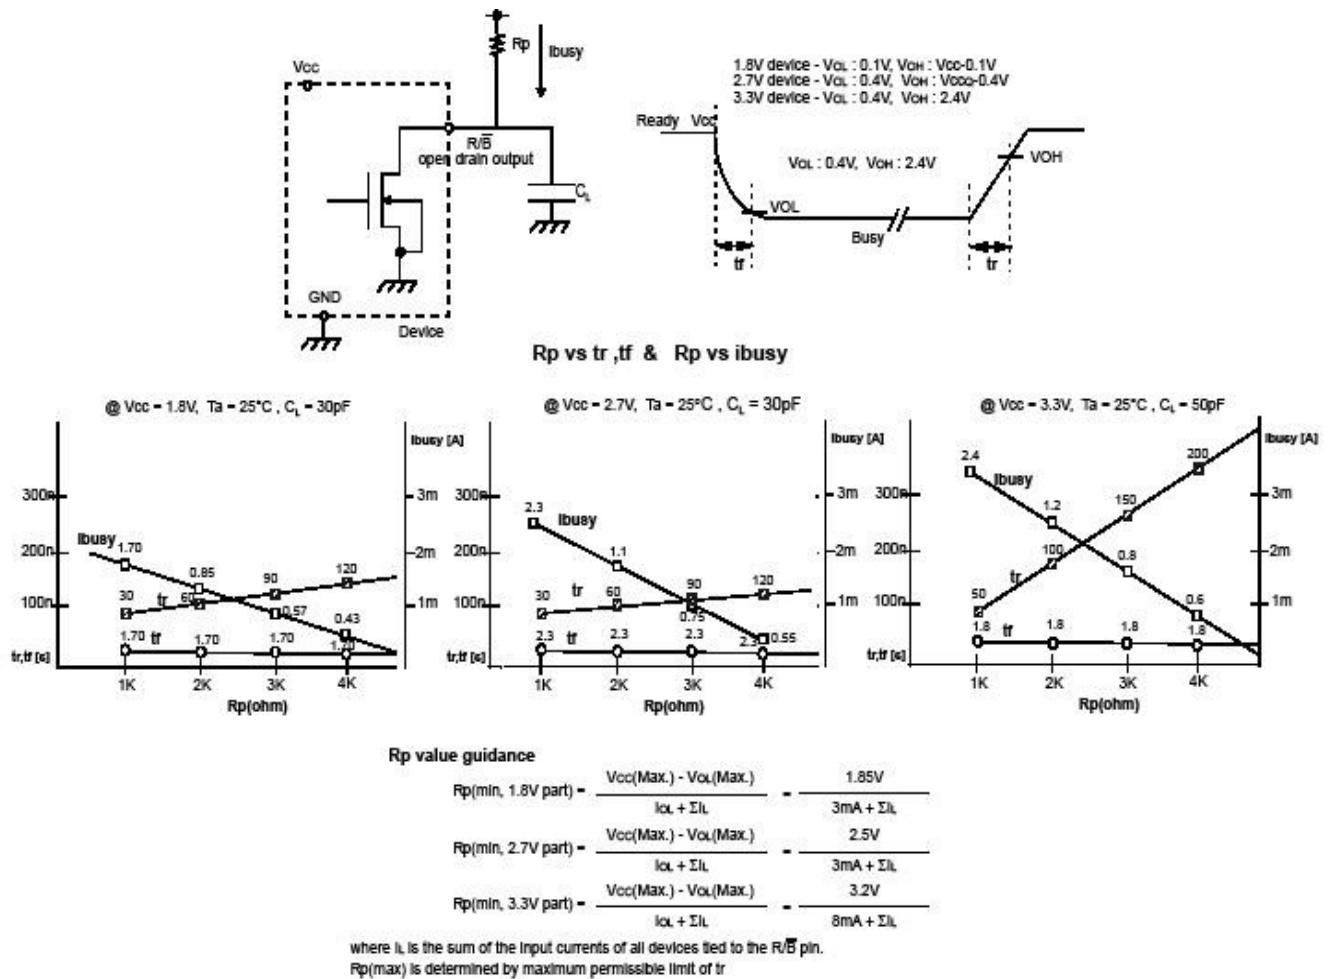 Rp
Ibusy
Vcc
R/B
open drain output
CL
GND
Device
1.8V device - VOL : 0.1V, VOH : Vcc-0.1V
2.7V device - VOL : 0.4V, VOH : VccQ-0.4V
3.3V device - VOL : 0.4V, VOH : 2.4V
Ready Vcc
VOL : 0.4V, VOH : 2.4V
VOH
VOL
Busy
tf
tr
Rp vs tr ,tf & Rp vs ibusy
@ Vcc = 1.8V, Ta = 25°C , CL = 30pF
Ibusy [A]
300n
3m
Ibusy
1.70
200n
2m
0.85
120
90
tr
30
60
100n
0.57
1m
0.43
1.70
tf
1.70
1.70
1.70
tr,tf [s]
1K
2K
3K
4K
Rp(ohm)
@ Vcc = 2.7V, Ta = 25°C , CL = 30pF
Ibusy [A]
300n
3m
2.3
Ibusy
200n
1.1
2m
90
120
tr
30
60
100n
0.75
1m
2.3
tf
2.3
2.3
2.3
0.55
tr,tf [s]
1K
2K
3K
4K
Rp(ohm)
@ Vcc = 3.3V, Ta = 25°C , CL = 50pF
Ibusy [A]
2.4
200
Ibusy
300n
3m
1.2
150
200n
100
0.8
2m
tr
50
100n
0.6
1m
1.8
tf
1.8
1.8
1.8
tr,tf [s]
1K
2K
3K
4K
Rp(ohm)
Rp value guidance
Rp(min, 1.8V part) = Vcc(Max.) - VOL(Max.) = 1.85V
IOL + ΣIL 3mA + ΣIL
Rp(min, 2.7V part) = Vcc(Max.) - VOL(Max.) = 2.5V
IOL + ΣIL 3mA + ΣIL
Rp(min, 3.3V part) = Vcc(Max.) - VOL(Max.) = 3.2V
IOL + ΣIL 8mA + ΣIL
where IL is the sum of the input currents of all devices tied to the R/B pin.
Rp(max) is determined by maximum permissible limit of tr